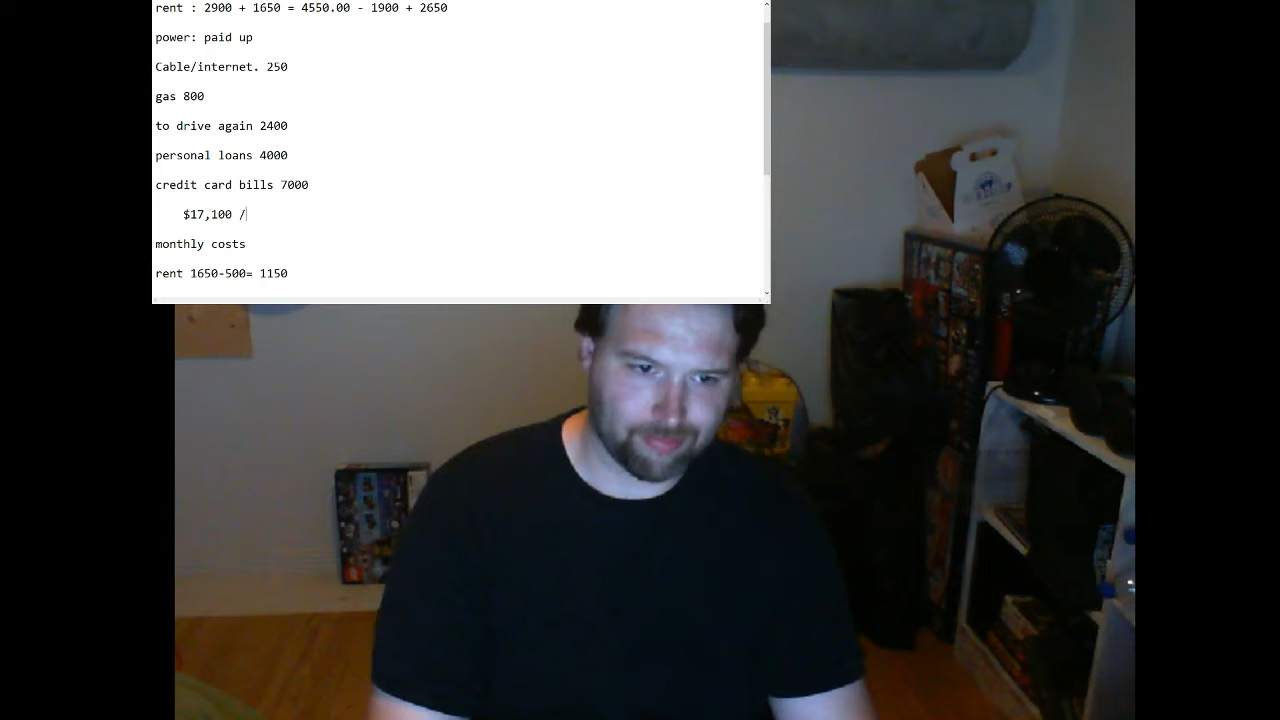 rent : 2900 + 1650 = 4550.00 - 1900 + 2650
power: paid up
Cable/internet. 250
gas 800
to drive again 2400
personal loans 4000
credit card bills 7000
$17,100 /
monthly costs
rent 1650-500= 1150